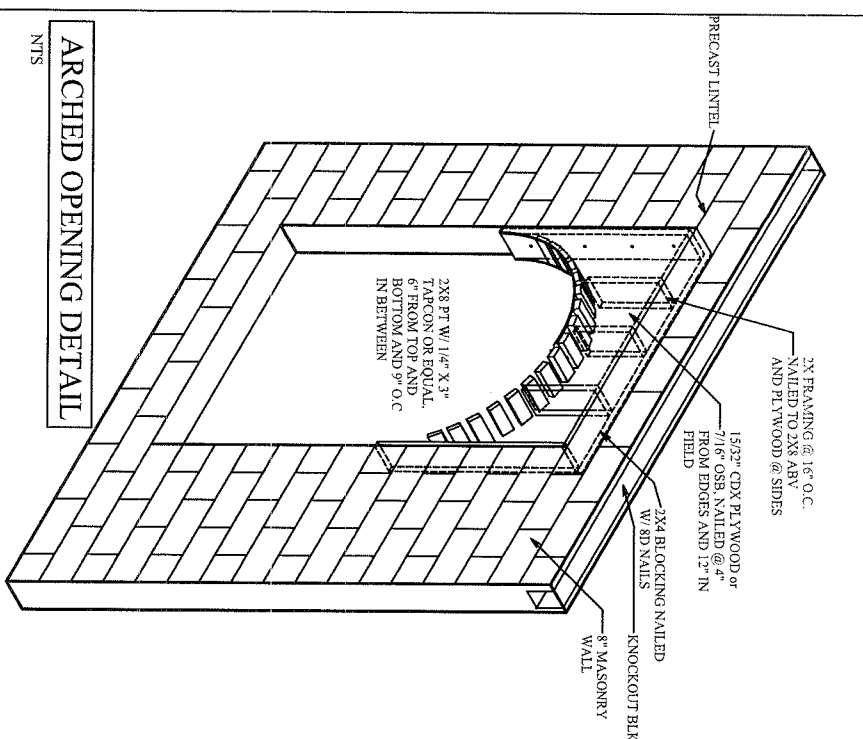 PRECAST LINTEL
2X FRAMING @ 16" O.C.
NAILED TO 2X8 ABV
AND PLYWOOD @ SIDES
15/32" CDX PLYWOOD or
7/16" OSB, NAILED @ 4"
FROM EDGES AND 12" IN
FIELD
2X4 BLOCKING NAILED
W/ 8D NAILS
KNOCKOUT BLK
8" MASONRY
WALL
2X8 PT W/ 1/4" X 3"
TAPCON OR EQUAL.
6" FROM TOP AND
BOTTOM AND 9" O.C
IN BETWEEN
ARCHED OPENING DETAIL
NTS